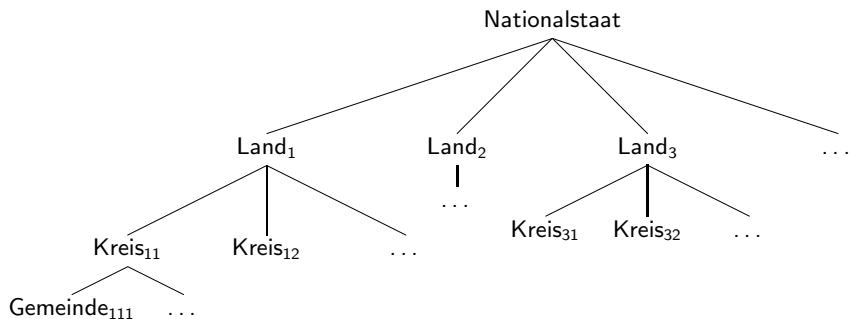 Nationalstaat
Land₁ Land₂ Land₃ ...
...
Kreis₃₁ Kreis₃₂ ...
Kreis₁₁ Kreis₁₂ ...
Gemeinde₁₁₁ ...